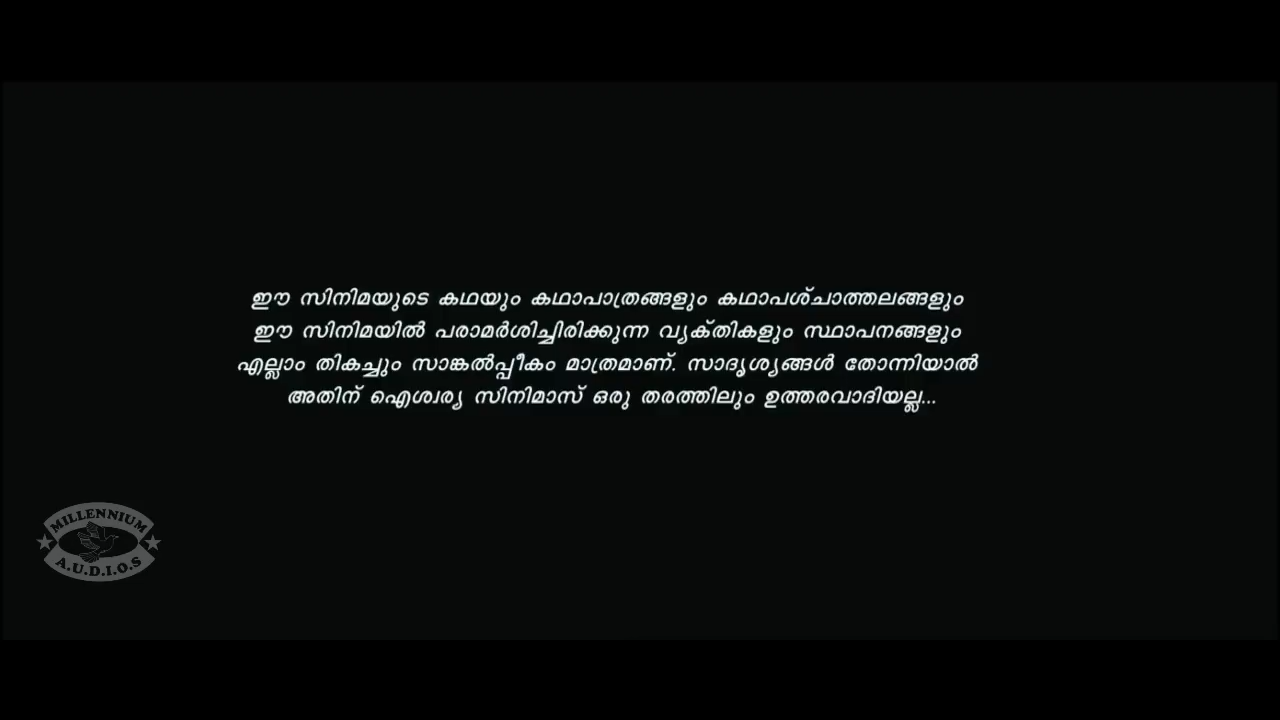 ഈ സിനിമയുടെ കഥയും കഥാപാത്രങ്ങളും കഥാപശ്ചാത്തലങ്ങളും
ഈ സിനിമയിൽ പരാമർശിച്ചിരിക്കുന്ന വ്യക്തികളും സ്ഥാപനങ്ങളും
എല്ലാം തികച്ചും സാങ്കൽപ്പീകം മാത്രമാണ്. സാദൃശ്യങ്ങൾ തോന്നിയാൽ
അതിന് ഐശ്വര്യ സിനിമാസ് ഒരു തരത്തിലും ഉത്തരവാദിയല്ല...
MILLENNIUM
A.U.D.I.O.S